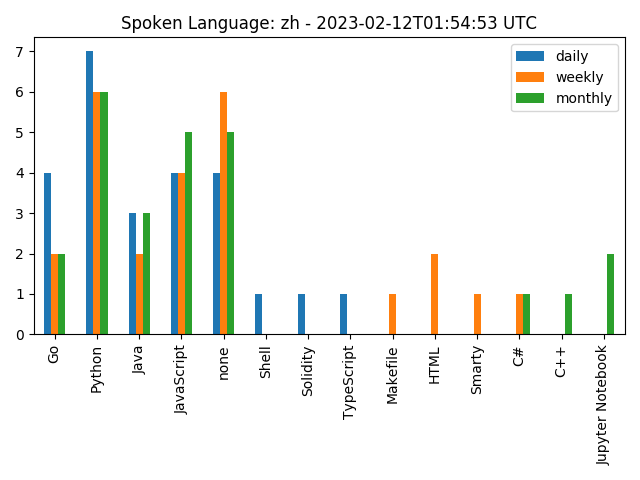 Spoken Language: zh - 2023-02-12T01:54:53 UTC
daily
weekly
monthly
7
6
5
4
3
2
1
0
Go
Python
Java
JavaScript
none
Shell
Solidity
TypeScript
Makefile
HTML
Smarty
C#
C++
Jupyter Notebook